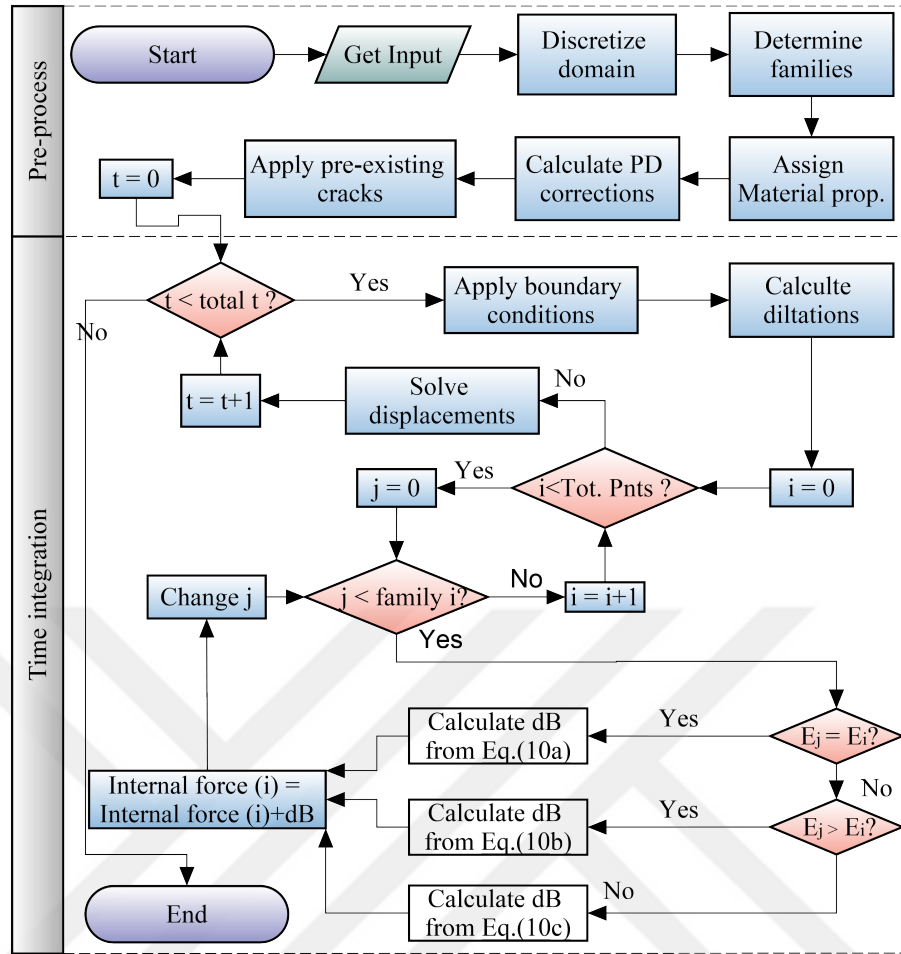 Pre-process
Start
Get Input
Discretize
domain
Determine
families
Assign
Material prop.
Calculate PD
corrections
Apply pre-existing
cracks
t = 0
Time integration
t < total t ?
Yes
No
Apply boundary
conditions
Calculte
diltations
i = 0
i<Tot. Pnts ?
No
Solve
displacements
t = t+1
Yes
j = 0
j < family i?
No
i = i+1
Yes
Change j
Ej = Ei?
Yes
Calculate dB
from Eq.(10a)
No
Ej > Ei?
Yes
Calculate dB
from Eq.(10b)
No
Calculate dB
from Eq.(10c)
Internal force (i) =
Internal force (i)+dB
End